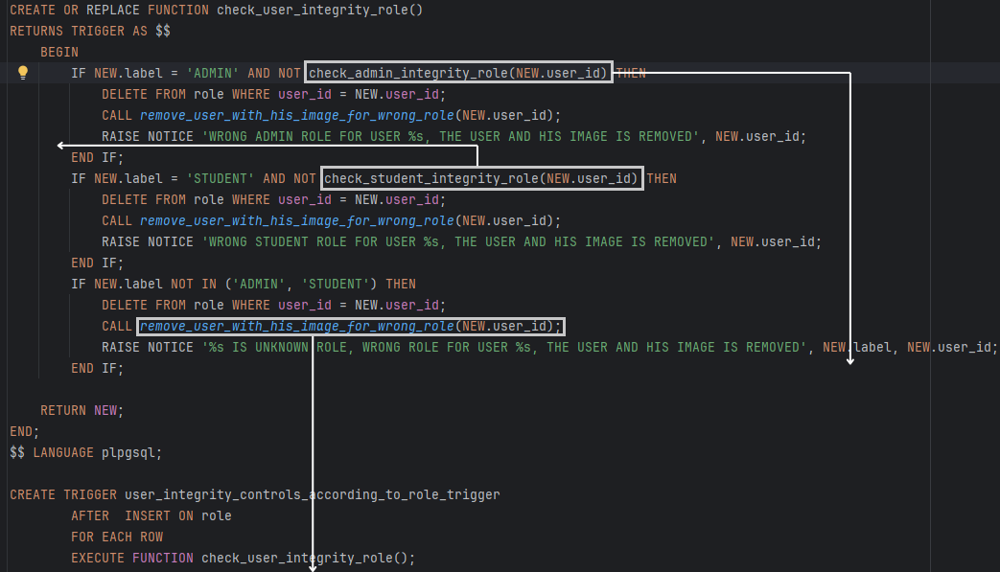 CREATE OR REPLACE FUNCTION check_user_integrity_role()
RETURNS TRIGGER AS $$
    BEGIN
        IF NEW.label = 'ADMIN' AND NOT check_admin_integrity_role(NEW.user_id) THEN
            DELETE FROM role WHERE user_id = NEW.user_id;
            CALL remove_user_with_his_image_for_wrong_role(NEW.user_id);
            RAISE NOTICE 'WRONG ADMIN ROLE FOR USER %s, THE USER AND HIS IMAGE IS REMOVED', NEW.user_id;
        END IF;
        IF NEW.label = 'STUDENT' AND NOT check_student_integrity_role(NEW.user_id) THEN
            DELETE FROM role WHERE user_id = NEW.user_id;
            CALL remove_user_with_his_image_for_wrong_role(NEW.user_id);
            RAISE NOTICE 'WRONG STUDENT ROLE FOR USER %s, THE USER AND HIS IMAGE IS REMOVED', NEW.user_id;
        END IF;
        IF NEW.label NOT IN ('ADMIN', 'STUDENT') THEN
            DELETE FROM role WHERE user_id = NEW.user_id;
            CALL remove_user_with_his_image_for_wrong_role(NEW.user_id);
            RAISE NOTICE '%s IS UNKNOWN ROLE, WRONG ROLE FOR USER %s, THE USER AND HIS IMAGE IS REMOVED', NEW.label, NEW.user_id;
        END IF;

    RETURN NEW;
END;
$$ LANGUAGE plpgsql;

CREATE TRIGGER user_integrity_controls_according_to_role_trigger
        AFTER  INSERT ON role
        FOR EACH ROW
        EXECUTE FUNCTION check_user_integrity_role();